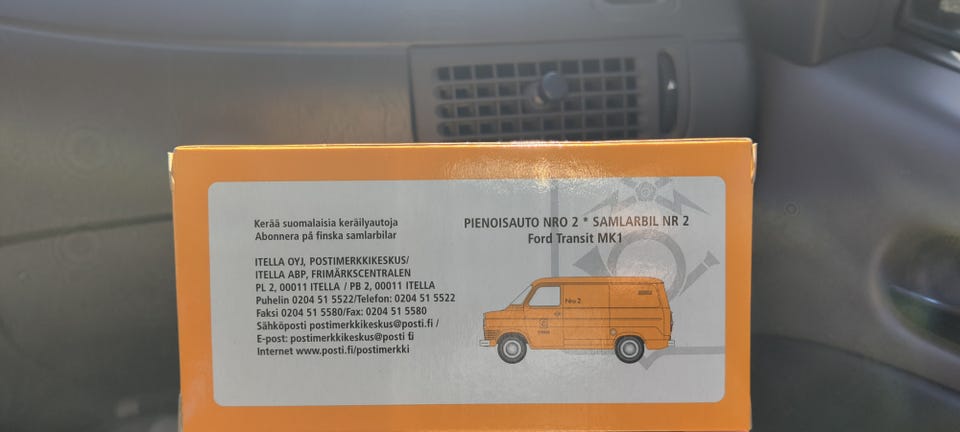 Kerää suomalaisia keräilyautoja
Abonnera på finska samlarbilar
ITELLA OYJ, POSTIMERKKIKESKUS/
ITELLA ABP, FRIMÄRKSCENTRALEN
PL 2, 00011 ITELLA / PB 2, 00011 ITELLA
Puhelin 0204 51 5522/Telefon: 0204 51 5522
Faksi 0204 51 5580/Fax: 0204 51 5580
Sähköposti postimerkkikeskus@posti.fi /
E-post: postimerkkikeskus@posti fi
Internet www.posti.fi/postimerkki
PIENOISAUTO NRO 2 * SAMLARBIL NR 2
Ford Transit MK1
Nro 2